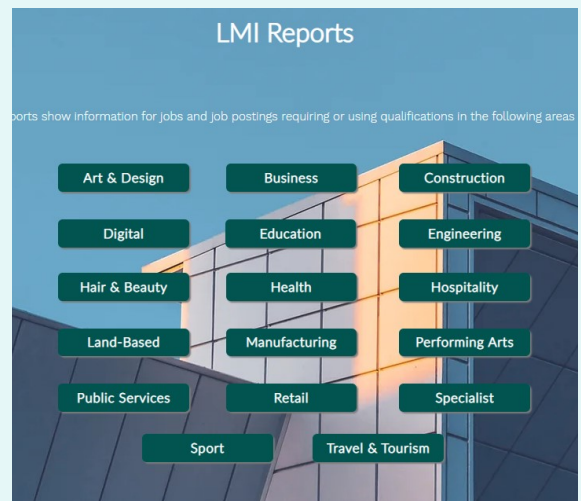 LMI Reports
show information for jobs and job postings requiring or using qualifications in the following areas
Art & Design Business Construction
Digital Education Engineering
Hair & Beauty Health Hospitality
Land-Based Manufacturing Performing Arts
Public Services Retail Specialist
Sport Travel & Tourism